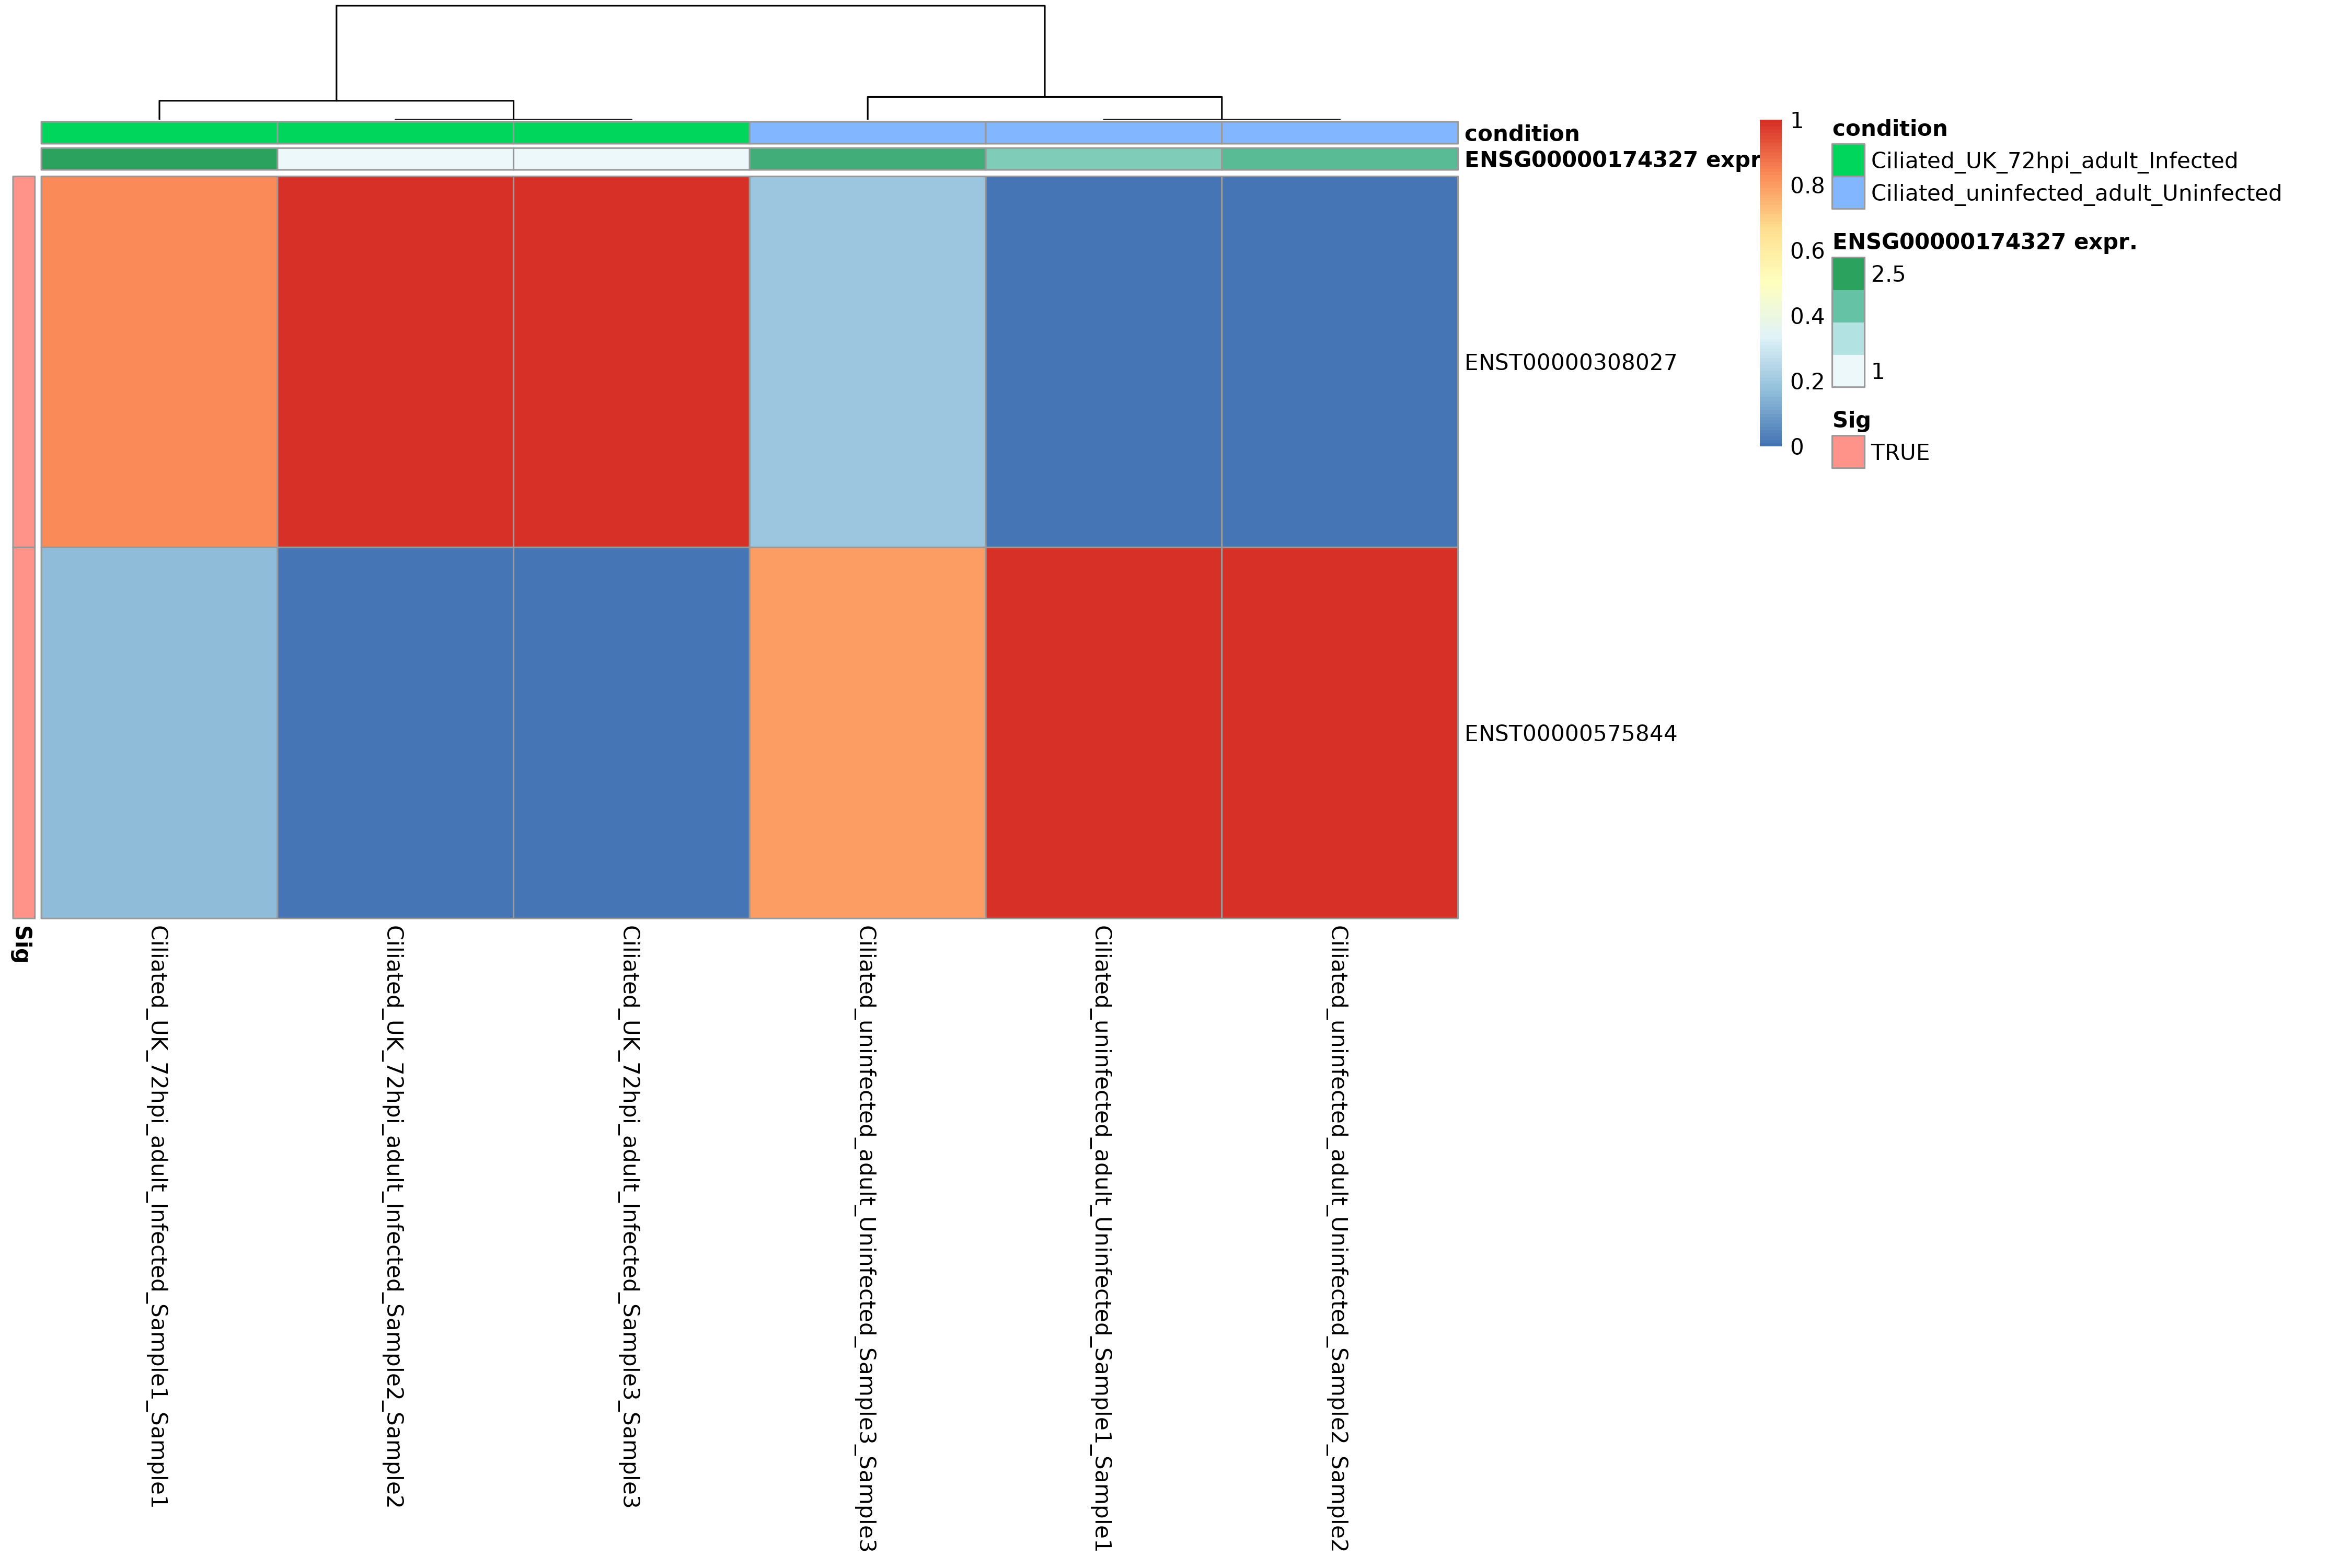 condition
ENSG00000174327 expr
1
0.8
0.6
0.4
0.2
0
condition
Ciliated_UK_72hpi_adult_Infected
Ciliated_uninfected_adult_Uninfected
ENSG00000174327 expr.
2.5
1
Sig
TRUE
ENST00000308027
ENST00000575844
Sig
Ciliated_UK_72hpi_adult_Infected_Sample1_Sample1
Ciliated_UK_72hpi_adult_Infected_Sample2_Sample2
Ciliated_UK_72hpi_adult_Infected_Sample3_Sample3
Ciliated_uninfected_adult_Uninfected_Sample3_Sample3
Ciliated_uninfected_adult_Uninfected_Sample1_Sample1
Ciliated_uninfected_adult_Uninfected_Sample2_Sample2